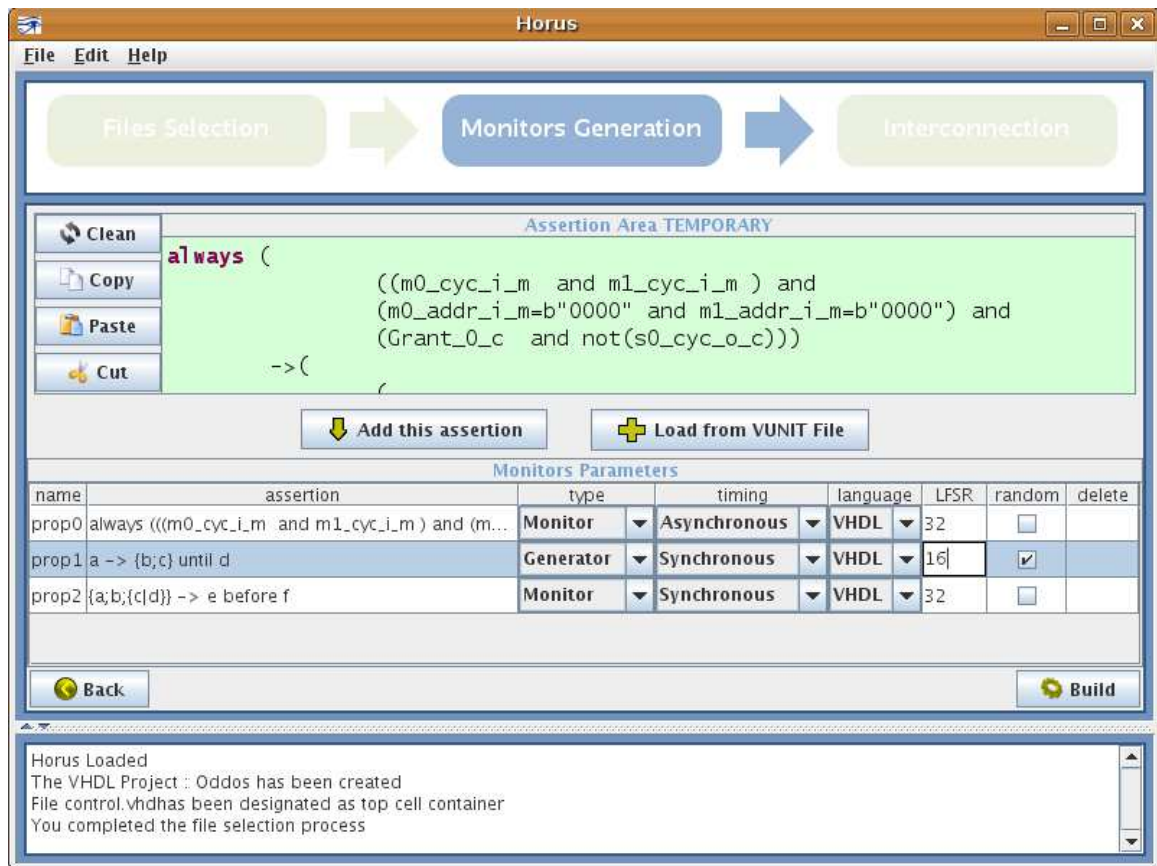 Horus
File Edit Help
Files Selection Monitors Generation Interconnection
Assertion Area TEMPORARY
Clean
Copy
Paste
Cut
always (
((m0_cyc_i_m and m1_cyc_i_m ) and
(m0_addr_i_m=b"0000" and m1_addr_i_m=b"0000") and
(Grant_0_c and not(s0_cyc_o_c)))
->(
(
Add this assertion Load from VUNIT File
Monitors Parameters
name assertion type timing language LFSR random delete
prop0 always (((m0_cyc_i_m and m1_cyc_i_m ) and (m... Monitor Asynchronous VHDL 32
prop1 a -> {b;c} until d Generator Synchronous VHDL 16
prop2 {a;b;{c|d}} -> e before f Monitor Synchronous VHDL 32
Back Build
Horus Loaded
The VHDL Project : Oddos has been created
File control.vhdhas been designated as top cell container
You completed the file selection process